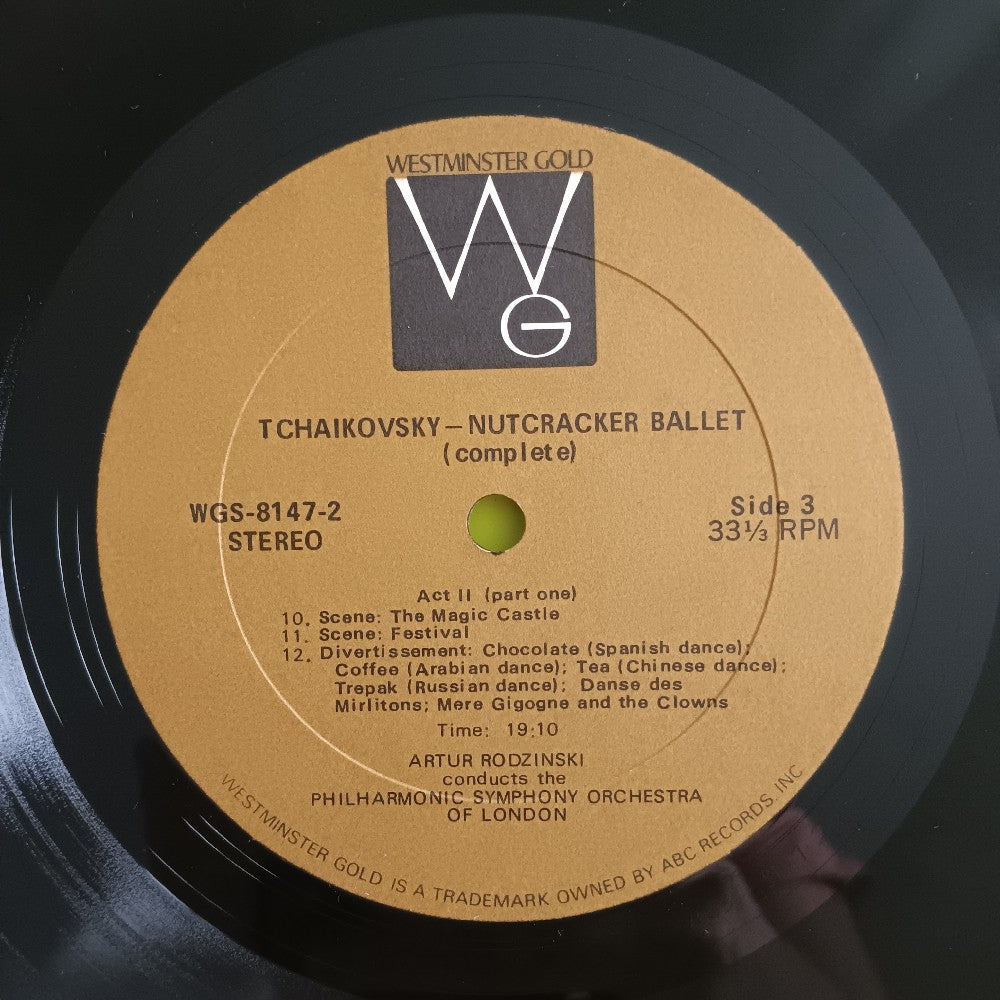 WESTMINSTER GOLD
WG
TCHAIKOVSKY—NUTCRACKER BALLET
(complete)
WGS-8147-2
STEREO
Side 3
33⅓ RPM
Act II (part one)
10. Scene: The Magic Castle
11. Scene: Festival
12. Divertissement: Chocolate (Spanish dance);
Coffee (Arabian dance); Tea (Chinese dance);
Trepak (Russian dance); Danse des
Mirlitons; Mere Gigogne and the Clowns
Time: 19:10
ARTUR RODZINSKI
conducts the
PHILHARMONIC SYMPHONY ORCHESTRA
OF LONDON
WESTMINSTER GOLD IS A TRADEMARK OWNED BY ABC RECORDS, INC